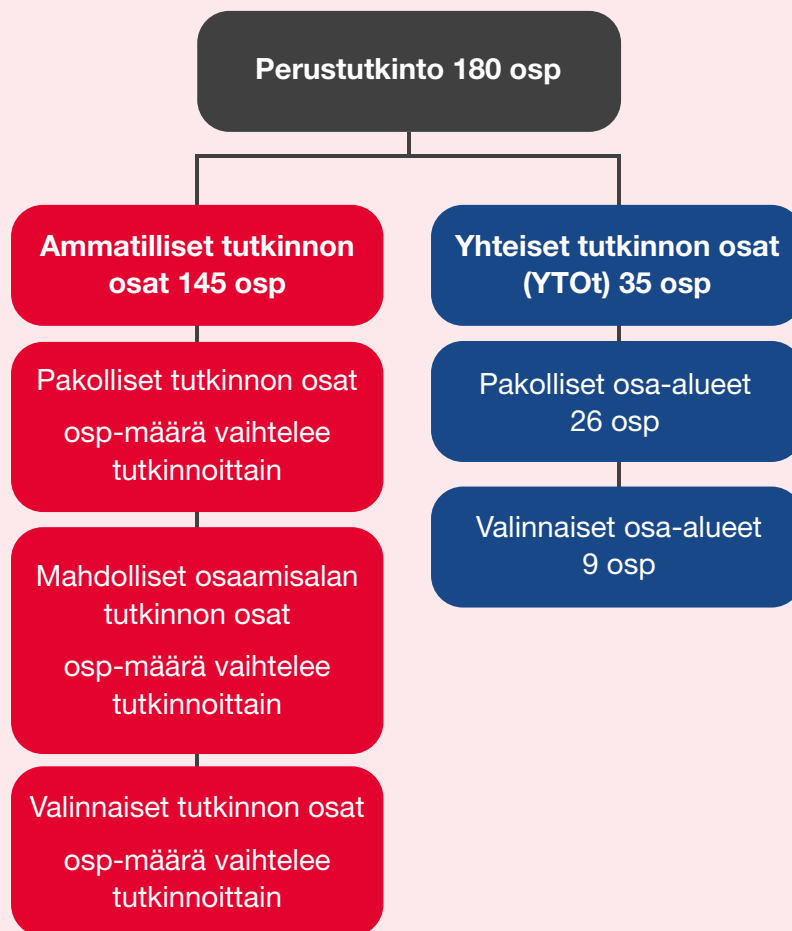 Perustutkinto 180 osp
Ammatilliset tutkinnon
osat 145 osp
Pakolliset tutkinnon osat
osp-määrä vaihtelee
tutkinnoittain
Mahdolliset osaamisalan
tutkinnon osat
osp-määrä vaihtelee
tutkinnoittain
Valinnaiset tutkinnon osat
osp-määrä vaihtelee
tutkinnoittain
Yhteiset tutkinnon osat
(YTOt) 35 osp
Pakolliset osa-alueet
26 osp
Valinnaiset osa-alueet
9 osp